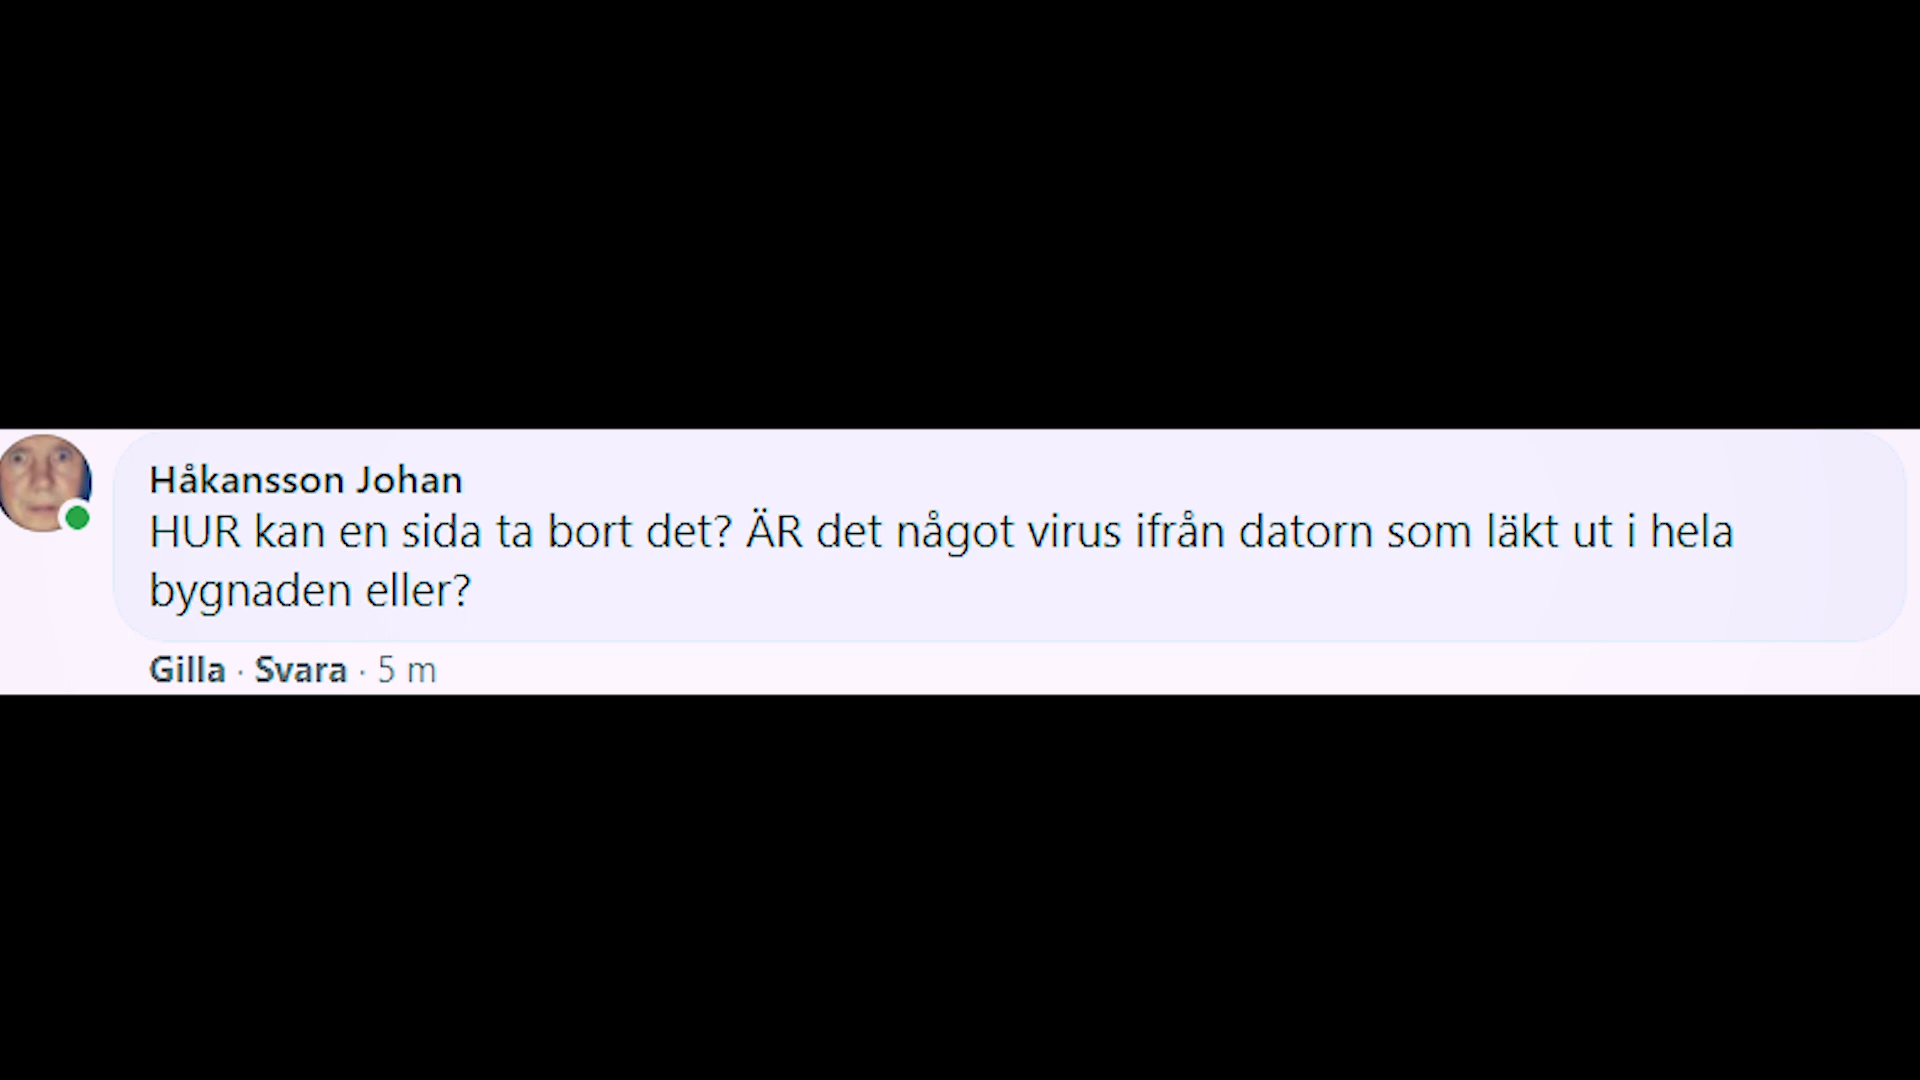 Håkansson Johan
HUR kan en sida ta bort det? ÄR det något virus ifrån datorn som läkt ut i hela
bygnaden eller?
Gilla · Svara · 5 m